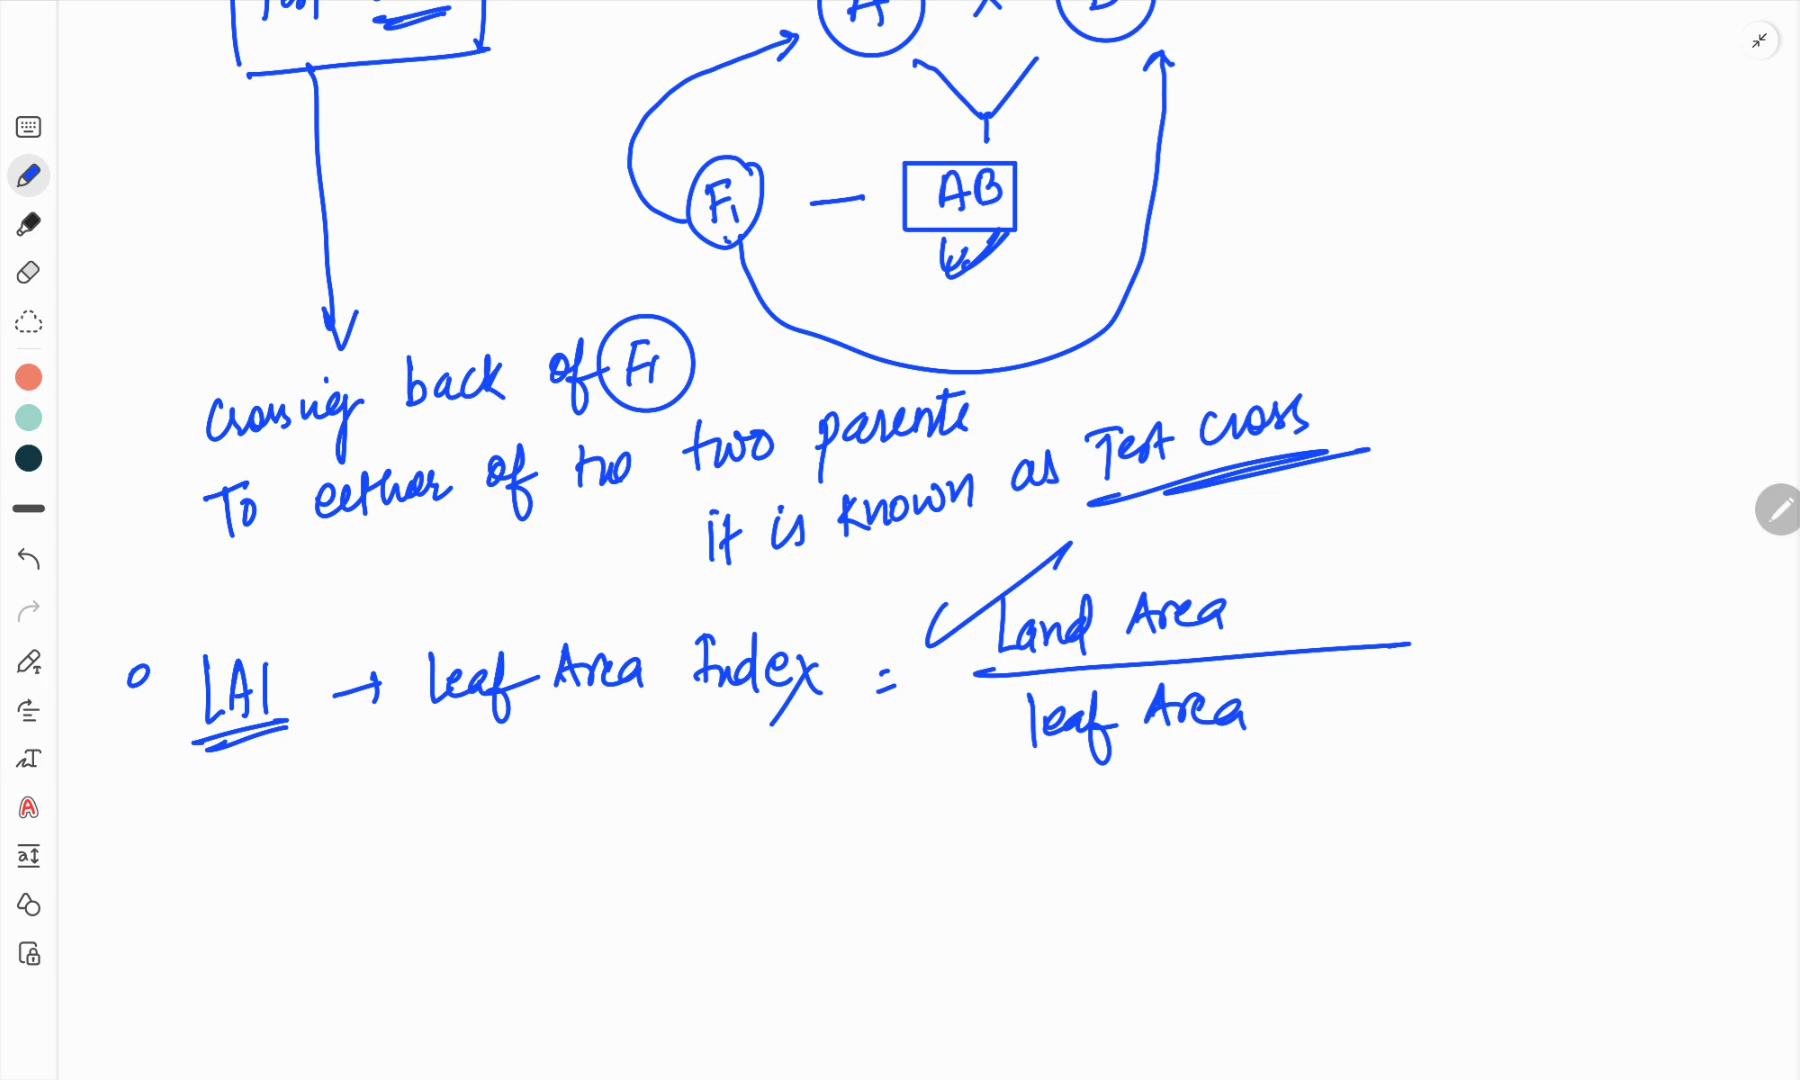 A x
F1 - AB
crossing back of F1
To either of two two parents
it is known as Test cross
LAI → leaf Area Index = Land Area
leaf Area